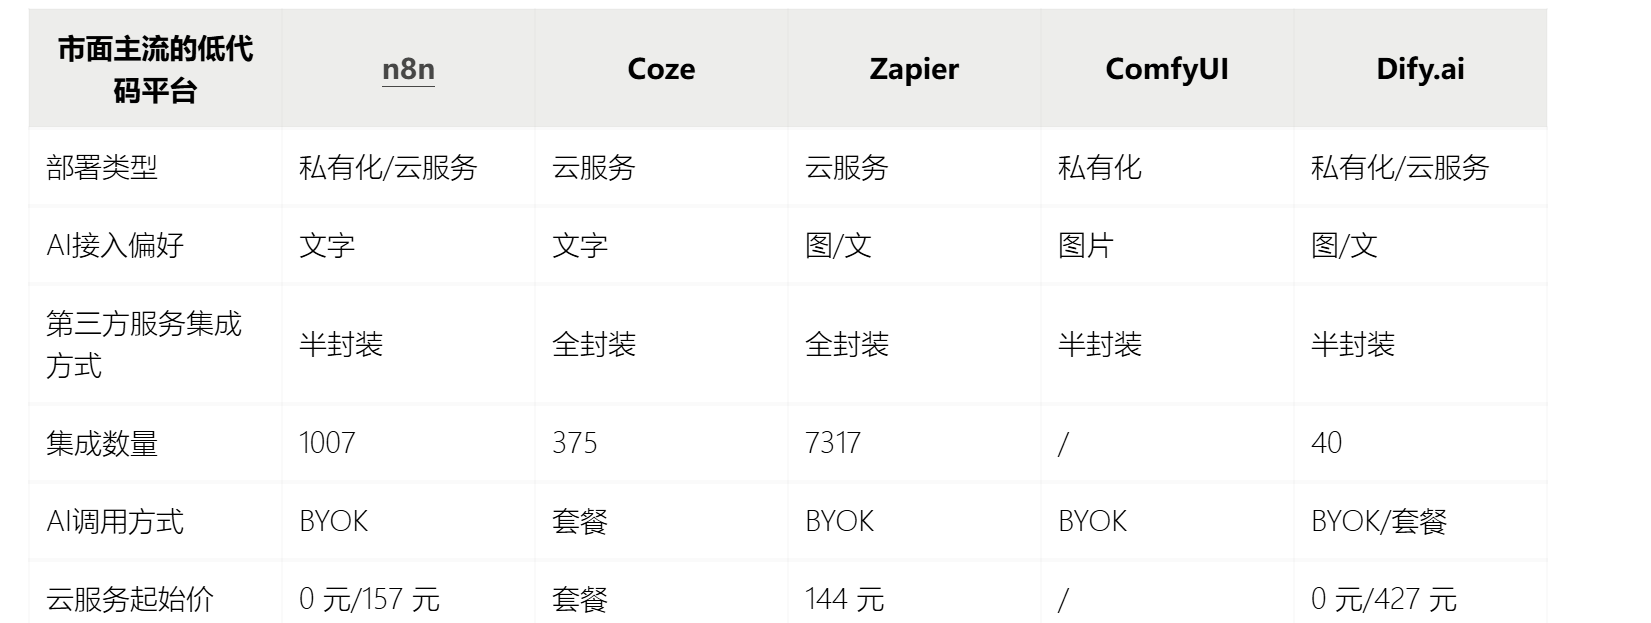 市面主流的低代
码平台
n8n
Coze
Zapier
ComfyUI
Dify.ai
部署类型
私有化/云服务
云服务
云服务
私有化
私有化/云服务
AI接入偏好
文字
文字
图/文
图片
图/文
第三方服务集成
方式
半封装
全封装
全封装
半封装
半封装
集成数量
1007
375
7317
/
40
AI调用方式
BYOK
套餐
BYOK
BYOK
BYOK/套餐
云服务起始价
0 元/157 元
套餐
144 元
/
0 元/427 元